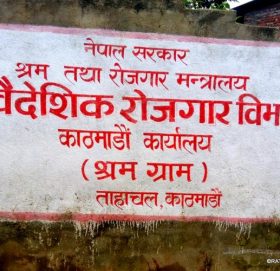 नेपाल सरकार
श्रम तथा रोजगार मन्त्रालय
वैदेशिक रोजगार
काठमाडौं कार्यालय
(श्रम ग्राम)
ताहाचल, काठमाडौं